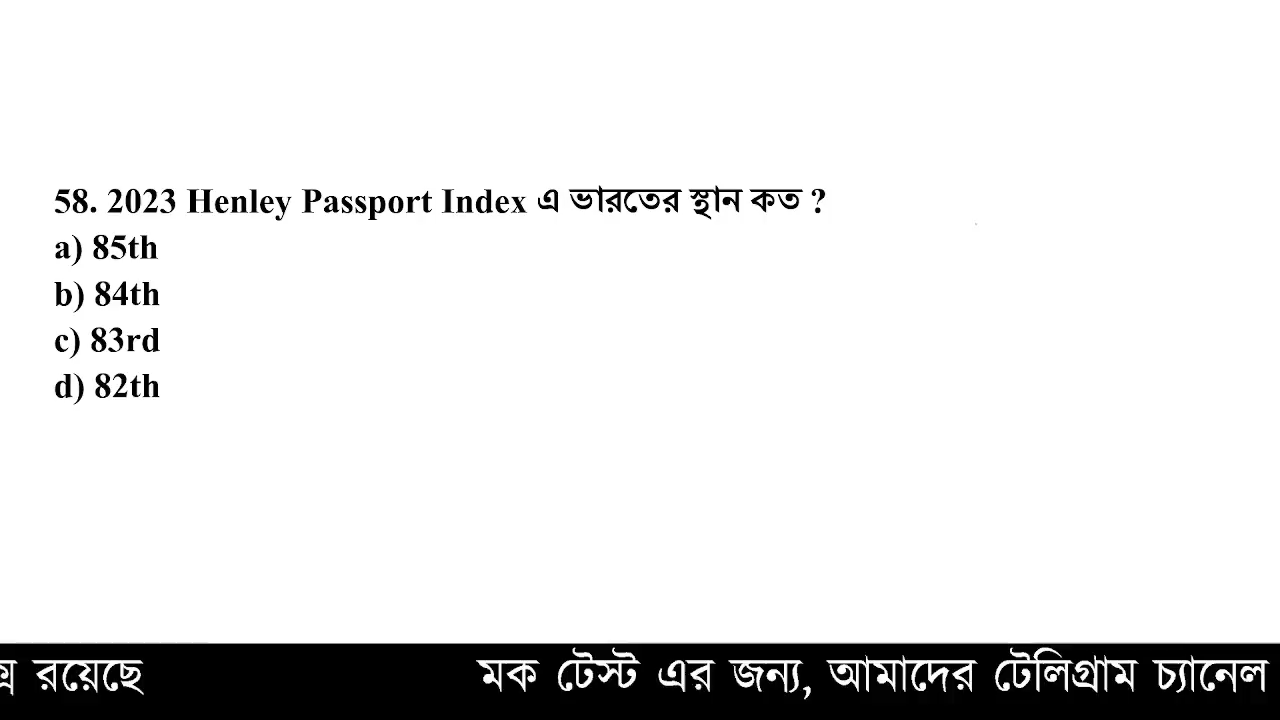 58. 2023 Henley Passport Index এ ভারতের স্থান কত ?
a) 85th
b) 84th
c) 83rd
d) 82th
রয়েছে মক টেস্ট এর জন্য, আমাদের টেলিগ্রাম চ্যানেল